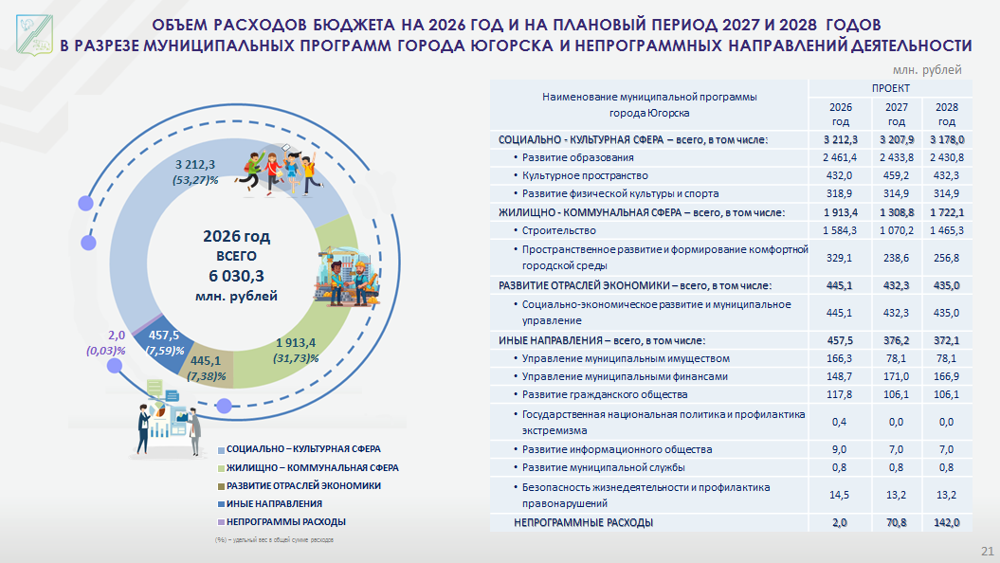 ОБЪЕМ РАСХОДОВ БЮДЖЕТА НА 2026 ГОД И НА ПЛАНОВЫЙ ПЕРИОД 2027 И 2028 ГОДОВ
В РАЗРЕЗЕ МУНИЦИПАЛЬНЫХ ПРОГРАММ ГОРОДА ЮГОРСКА И НЕПРОГРАММНЫХ НАПРАВЛЕНИЙ ДЕЯТЕЛЬНОСТИ
млн. рублей
3 212,3
(53,27)%
2026 год
ВСЕГО
6 030,3
млн. рублей
2,0
(0,03)%
457,5
(7,59)%
445,1
(7,38)%
1 913,4
(31,73)%
СОЦИАЛЬНО – КУЛЬТУРНАЯ СФЕРА
ЖИЛИЩНО – КОММУНАЛЬНАЯ СФЕРА
РАЗВИТИЕ ОТРАСЛЕЙ ЭКОНОМИКИ
ИНЫЕ НАПРАВЛЕНИЯ
НЕПРОГРАММЫ РАСХОДЫ
(%) – удельный вес в общей сумме расходов
Наименование муниципальной программы
города Югорска
ПРОЕКТ
2026 год 2027 год 2028 год
СОЦИАЛЬНО - КУЛЬТУРНАЯ СФЕРА – всего, в том числе: 3 212,3 3 207,9 3 178,0
• Развитие образования 2 461,4 2 433,8 2 430,8
• Культурное пространство 432,0 459,2 432,3
• Развитие физической культуры и спорта 318,9 314,9 314,9
ЖИЛИЩНО - КОММУНАЛЬНАЯ СФЕРА – всего, в том числе: 1 913,4 1 308,8 1 722,1
• Строительство 1 584,3 1 070,2 1 465,3
• Пространственное развитие и формирование комфортной
городской среды 329,1 238,6 256,8
РАЗВИТИЕ ОТРАСЛЕЙ ЭКОНОМИКИ – всего, в том числе: 445,1 432,3 435,0
• Социально-экономическое развитие и муниципальное
управление 445,1 432,3 435,0
ИНЫЕ НАПРАВЛЕНИЯ – всего, в том числе: 457,5 376,2 372,1
• Управление муниципальным имуществом 166,3 78,1 78,1
• Управление муниципальными финансами 148,7 171,0 166,9
• Развитие гражданского общества 117,8 106,1 106,1
• Государственная национальная политика и профилактика
экстремизма 0,4 0,0 0,0
• Развитие информационного общества 9,0 7,0 7,0
• Развитие муниципальной службы 0,8 0,8 0,8
• Безопасность жизнедеятельности и профилактика
правонарушений 14,5 13,2 13,2
НЕПРОГРАММНЫЕ РАСХОДЫ 2,0 70,8 142,0
21